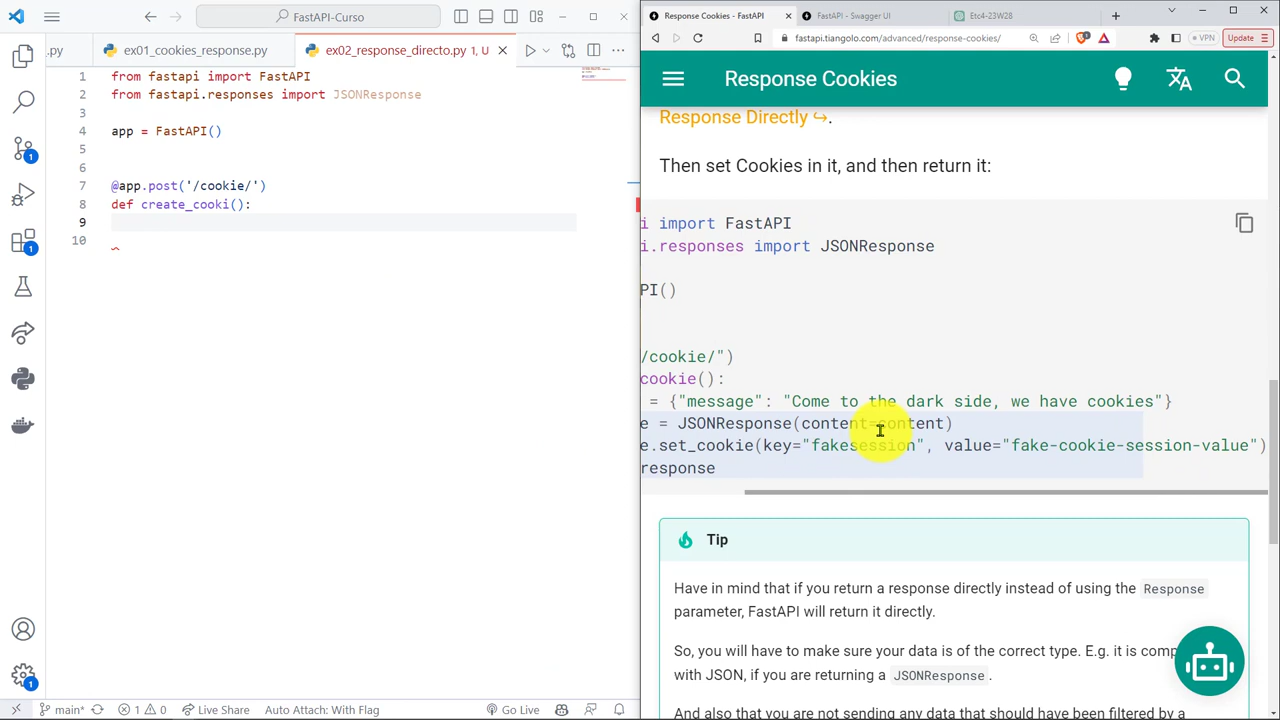 FastAPI-Curso
.py
ex01_cookies_response.py
ex02_response_directo.py 1, U
1 from fastapi import FastAPI
2 from fastapi.responses import JSONResponse
3
4 app = FastAPI()
5
6
7 @app.post('/cookie/')
8 def create_cooki():
9
10
1
1
1
main*
1
0
Live Share
Auto Attach: With Flag
Go Live
Response Cookies - FastAPI
FastAPI - Swagger UI
Etc4-23W28
fastapi.tiangolo.com/advanced/response-cookies/
VPN
Update
Response Cookies
Response Directly ↪.
Then set Cookies in it, and then return it:
i import FastAPI
i.responses import JSONResponse
PI()
/cookie/")
cookie():
= {"message": "Come to the dark side, we have cookies"}
e = JSONResponse(content=content)
e.set_cookie(key="fakesession", value="fake-cookie-session-value")
response
Tip
Have in mind that if you return a response directly instead of using the Response
parameter, FastAPI will return it directly.
So, you will have to make sure your data is of the correct type. E.g. it is comp
with JSON, if you are returning a JSONResponse.
And also that you are not sending any data that should have been filtered by a